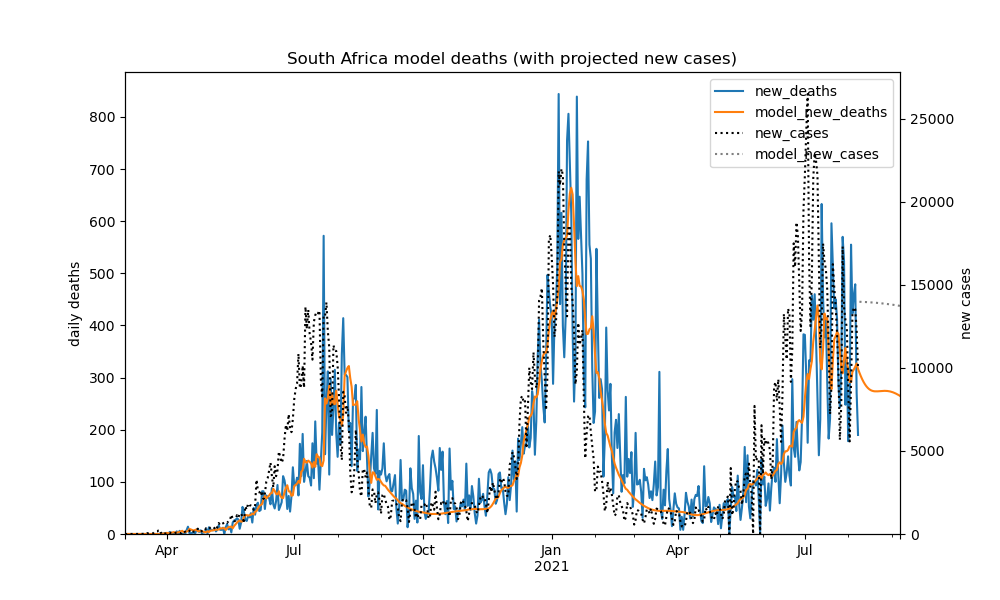 South Africa model deaths (with projected new cases)
new_deaths
model_new_deaths
new_cases
model_new_cases
800
700
600
500
400
300
200
100
0
daily deaths
25000
20000
15000
10000
5000
0
new cases
Apr
Jul
Oct
Jan
2021
Apr
Jul